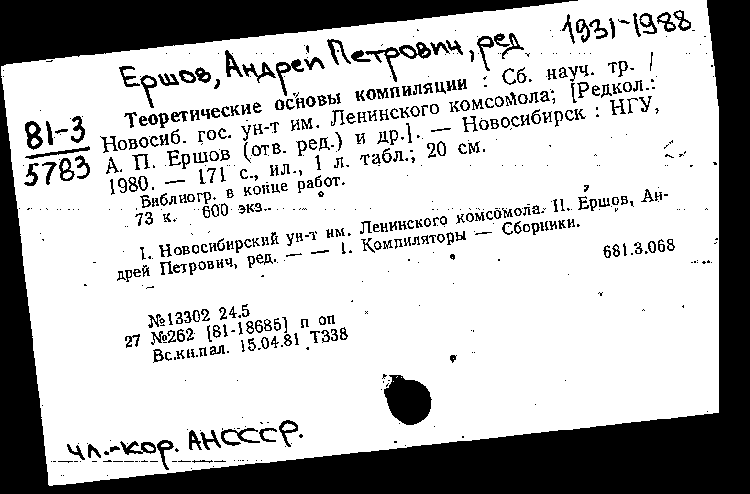 Ершов, Андрей Петрович, ред 1931-1988
81-3
5783
Теоретические основы компиляции : Сб. науч. тр. /
Новосиб. гос. ун-т им. Ленинского комсомола; [Редкол.:
А. П. Ершов (отв. ред.) и др.]. — Новосибирск : НГУ,
1980. — 171 с., ил., 1 л. табл.; 20 см.
Библиогр. в конце работ.
73 к. 600 экз.
I. Новосибирский ун-т им. Ленинского комсомола. II. Ершов, Ан-
дрей Петрович, ред. — — 1. Компиляторы — Сборники.
681.3.068
№13302 24.5
27 №262 [81-18685] п оп
Вс.кн.пал. 15.04.81 Т338
чл.-кор. АНСССР.